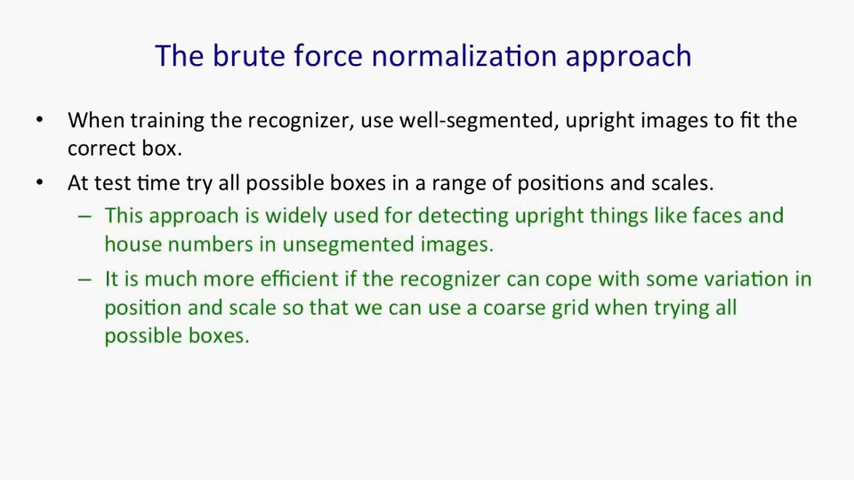 The brute force normalization approach
• When training the recognizer, use well-segmented, upright images to fit the
correct box.
• At test time try all possible boxes in a range of positions and scales.
– This approach is widely used for detecting upright things like faces and
house numbers in unsegmented images.
– It is much more efficient if the recognizer can cope with some variation in
position and scale so that we can use a coarse grid when trying all
possible boxes.